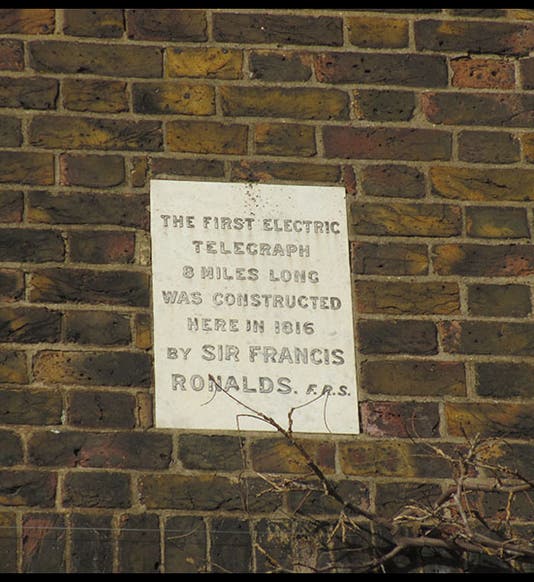 THE FIRST ELECTRIC
TELEGRAPH
8 MILES LONG
WAS CONSTRUCTED
HERE IN 1816
BY SIR FRANCIS
RONALDS. F.R.S.